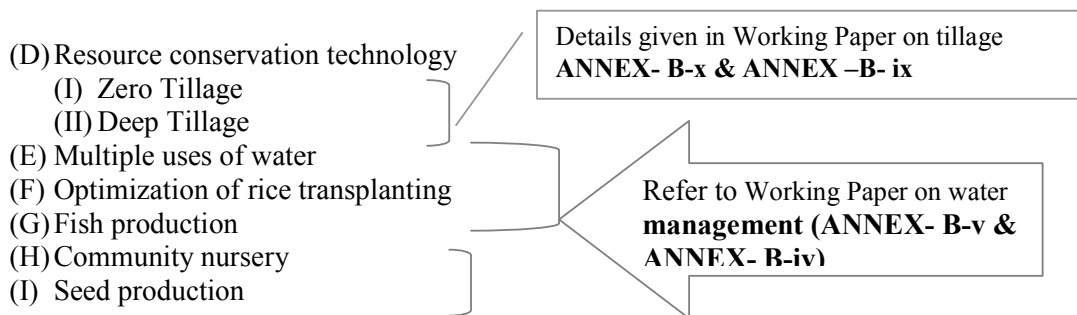 (D) Resource conservation technology
(I) Zero Tillage
(II) Deep Tillage
(E) Multiple uses of water
(F) Optimization of rice transplanting
(G) Fish production
(H) Community nursery
(I) Seed production
Details given in Working Paper on tillage
ANNEX- B-x & ANNEX –B- ix
Refer to Working Paper on water
management (ANNEX- B-v &
ANNEX- B-iv)